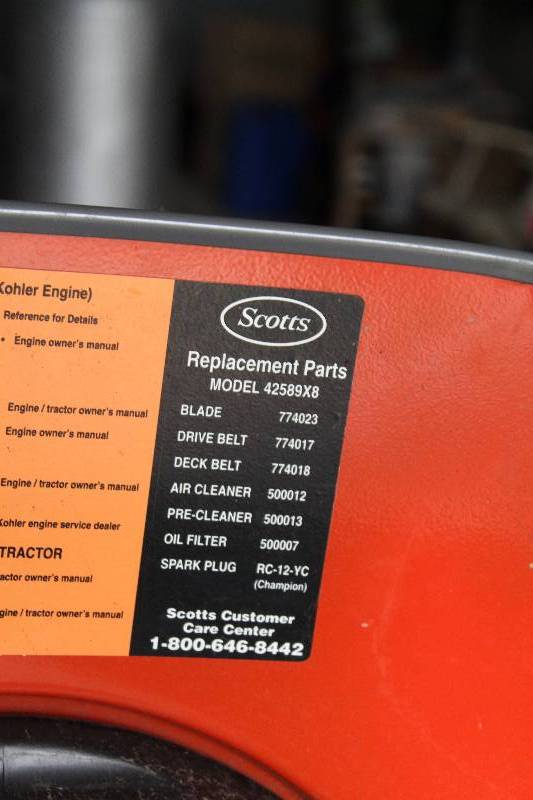 Kohler Engine)
Reference for Details
• Engine owner's manual
Engine / tractor owner's manual
Engine owner's manual
Engine / tractor owner's manual
Kohler engine service dealer
TRACTOR
actor owner's manual
gine / tractor owner's manual
Scotts
Replacement Parts
MODEL 42589X8
BLADE 774023
DRIVE BELT 774017
DECK BELT 774018
AIR CLEANER 500012
PRE-CLEANER 500013
OIL FILTER 500007
SPARK PLUG RC-12-YC
(Champion)
Scotts Customer
Care Center
1-800-646-8442